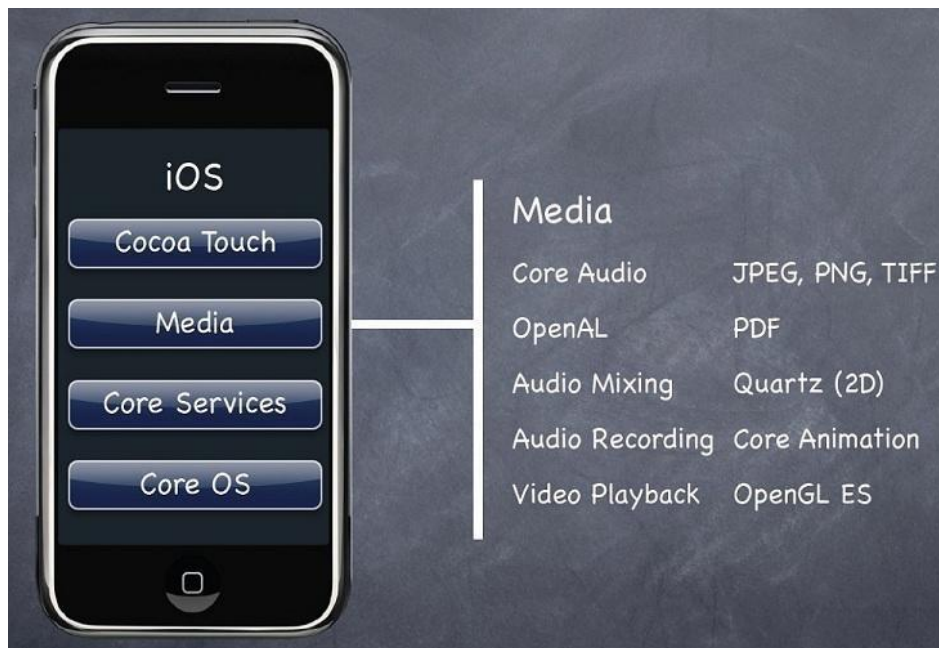 iOS
Cocoa Touch
Media
Core Services
Core OS
Media
Core Audio JPEG, PNG, TIFF
OpenAL PDF
Audio Mixing Quartz (2D)
Audio Recording Core Animation
Video Playback OpenGL ES